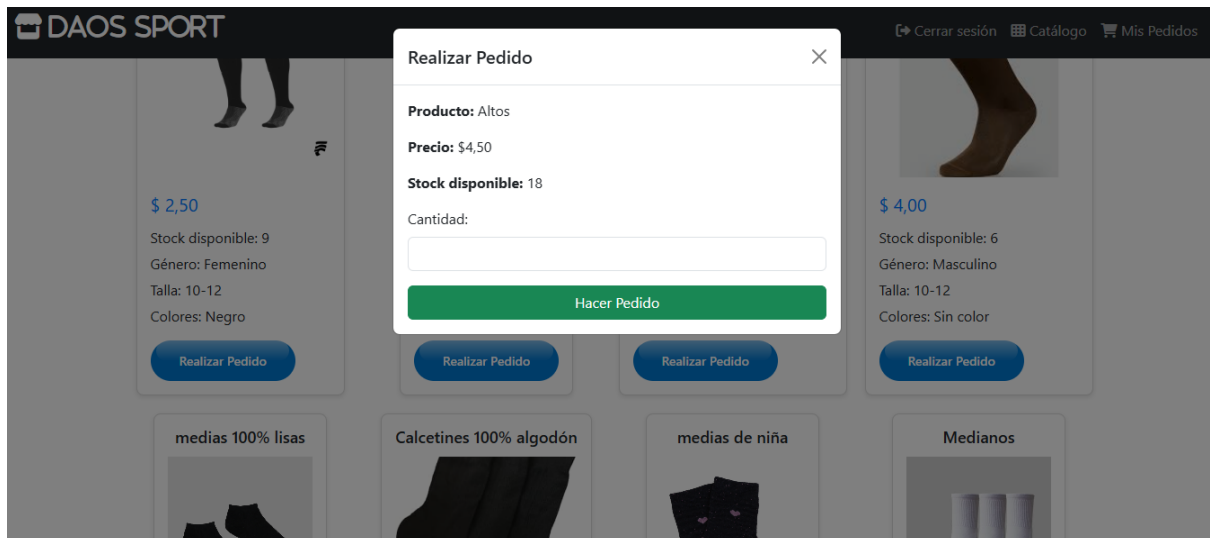 DAOS SPORT
Cerrar sesión Catálogo Mis Pedidos
Realizar Pedido
Producto: Altos
Precio: $4,50
Stock disponible: 18
Cantidad:
Hacer Pedido
$ 2,50
Stock disponible: 9
Género: Femenino
Talla: 10-12
Colores: Negro
Realizar Pedido
Realizar Pedido
Realizar Pedido
$ 4,00
Stock disponible: 6
Género: Masculino
Talla: 10-12
Colores: Sin color
Realizar Pedido
medias 100% lisas
Calcetines 100% algodón
medias de niña
Medianos